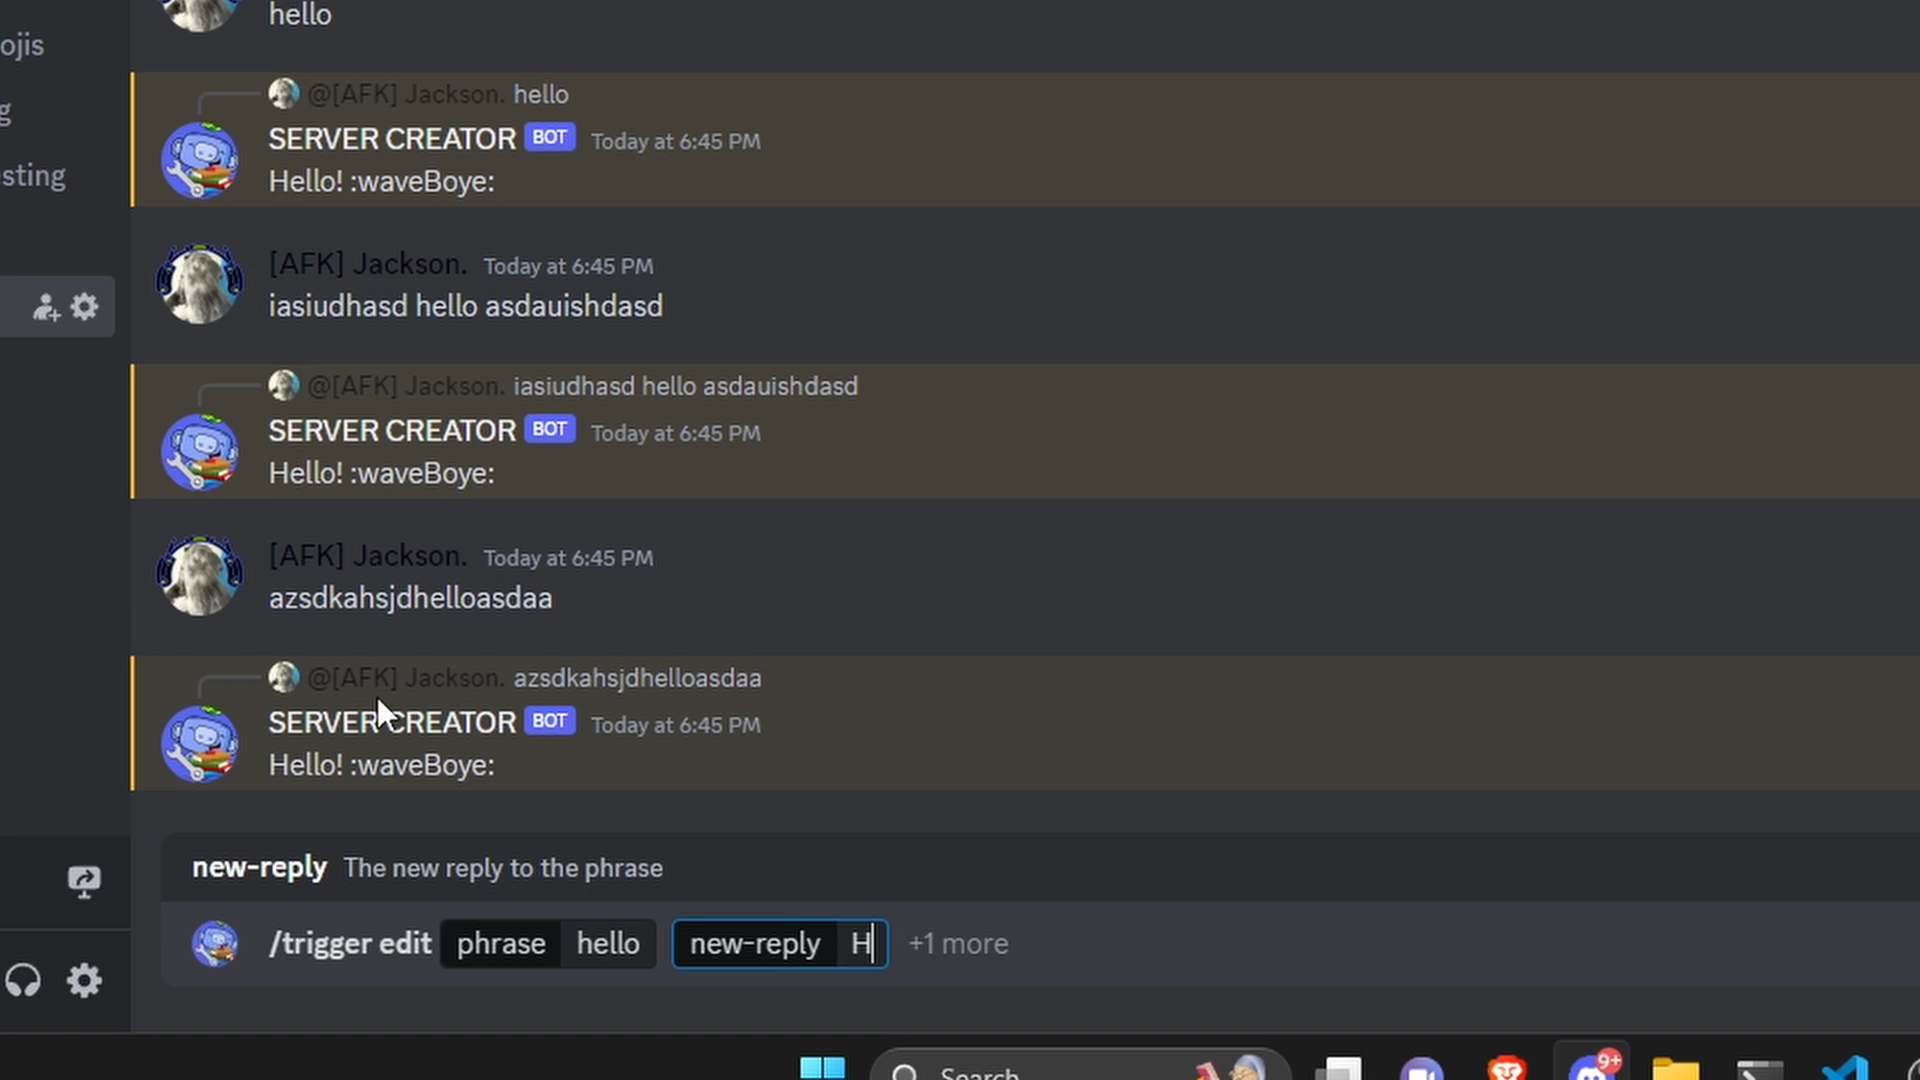 hello
ojis
@[AFK] Jackson. hello
g
SERVER CREATOR BOT Today at 6:45 PM
Hello! :waveBoye:
sting
[AFK] Jackson. Today at 6:45 PM
iasiudhasd hello asdauishdasd
@[AFK] Jackson. iasiudhasd hello asdauishdasd
SERVER CREATOR BOT Today at 6:45 PM
Hello! :waveBoye:
[AFK] Jackson. Today at 6:45 PM
azsdkahsjdhelloasdaa
@[AFK] Jackson. azsdkahsjdhelloasdaa
SERVER CREATOR BOT Today at 6:45 PM
Hello! :waveBoye:
new-reply The new reply to the phrase
/trigger edit phrase hello new-reply H +1 more
Search
9+